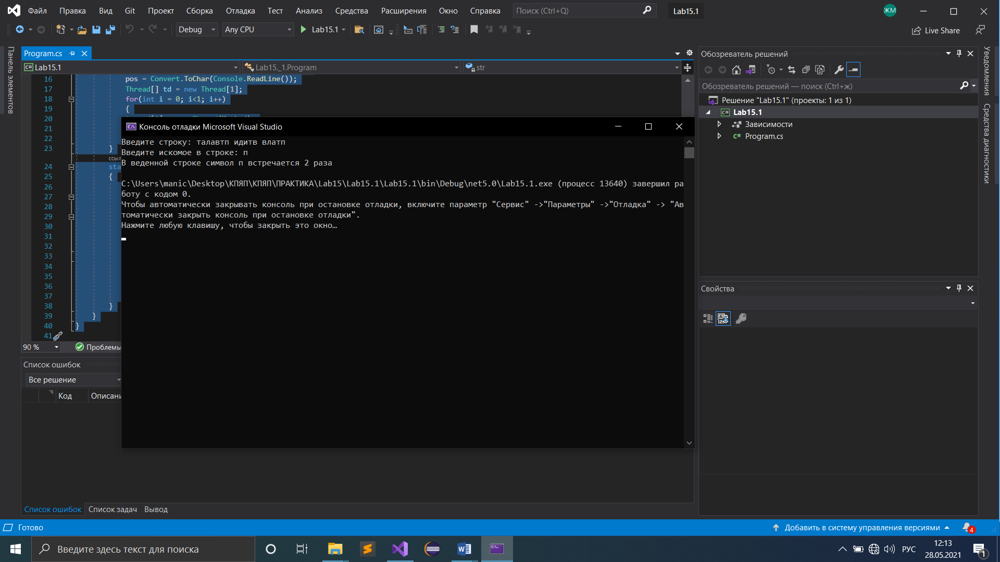 Файл Правка Вид Git Проект Сборка Отладка Тест Анализ Средства Расширения Окно Справка Поиск (Ctrl+Q) Lab15.1 ЖМ
Debug Any CPU Lab15.1 Live Share
Панель элементов
Program.cs
Lab15.1 Lab15._1.Program str
16 pos = Convert.ToChar(Console.ReadLine());
17 Thread[] td = new Thread[1];
18 for(int i = 0; i<1; i++)
19 {
20
21
22
23 }
ссыл
24 sta
25 {
26
27
28
29
30
31
32
33
34
35
36
37
38 }
39 }
40 }
41
90 % Проблемы
Консоль отладки Microsoft Visual Studio
Введите строку: талавтп идитв влатп
Введите искомое в строке: п
В веденной строке символ п встречается 2 раза
C:\Users\manic\Desktop\КПЯП\КПЯП\ПРАКТИКА\Lab15\Lab15.1\Lab15.1\bin\Debug\net5.0\Lab15.1.exe (процесс 13640) завершил ра
боту с кодом 0.
Чтобы автоматически закрывать консоль при остановке отладки, включите параметр "Сервис" ->"Параметры" ->"Отладка" -> "Ав
томатически закрыть консоль при остановке отладки".
Нажмите любую клавишу, чтобы закрыть это окно…
Список ошибок
Все решение
Код Описани
Список ошибок Список задач Вывод
Обозреватель решений
Обозреватель решений — поиск (Ctrl+ж)
Решение "Lab15.1" (проекты: 1 из 1)
Lab15.1
Зависимости
Program.cs
Свойства
Уведомления
Средства диагностики
Готово Добавить в систему управления версиями 4
Введите здесь текст для поиска РУС 12:13
28.05.2021 1